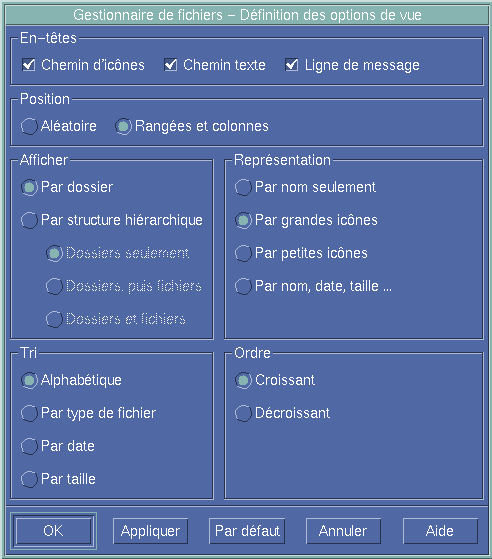 Gestionnaire de fichiers – Définition des options de vue
En–têtes
Chemin d'icônes
Chemin texte
Ligne de message
Position
Aléatoire
Rangées et colonnes
Afficher
Par dossier
Par structure hiérarchique
Dossiers seulement
Dossiers, puis fichiers
Dossiers et fichiers
Représentation
Par nom seulement
Par grandes icônes
Par petites icônes
Par nom, date, taille ...
Tri
Alphabétique
Par type de fichier
Par date
Par taille
Ordre
Croissant
Décroissant
OK
Appliquer
Par défaut
Annuler
Aide